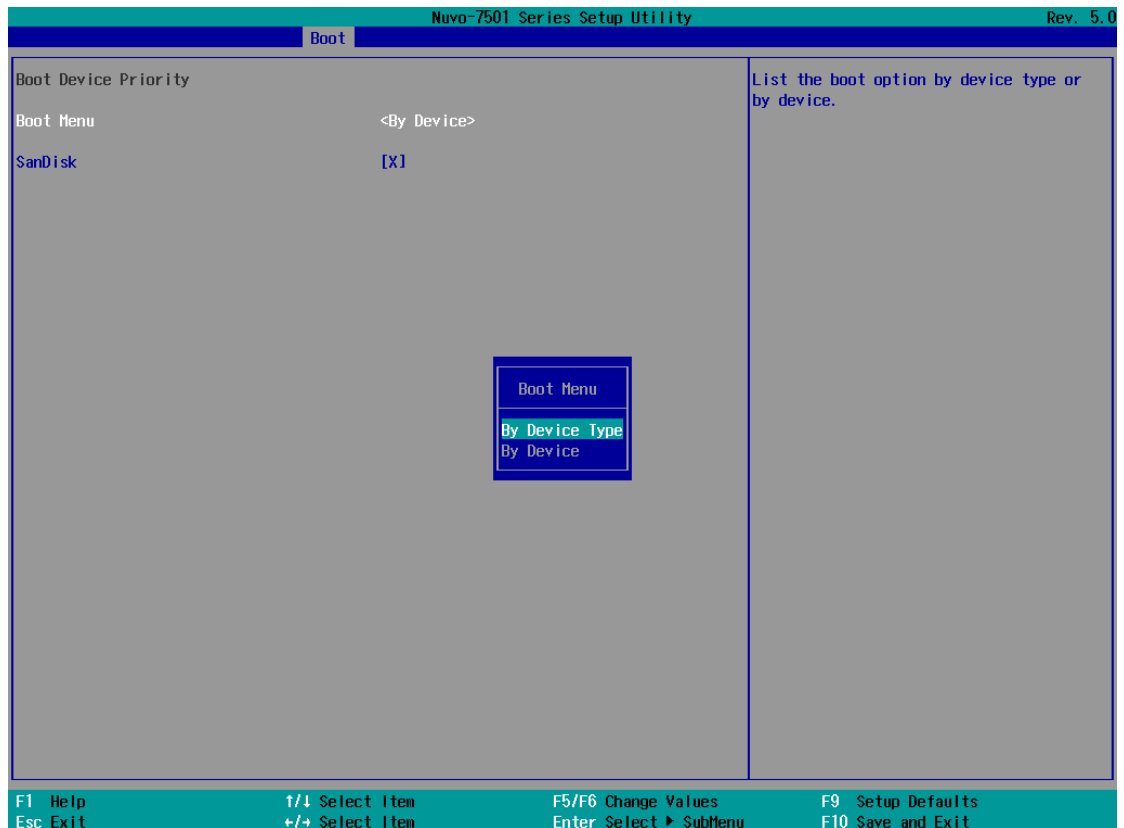 Nuvo-7501 Series Setup Utility Rev. 5.0
Boot
Boot Device Priority
Boot Menu <By Device>
SanDisk [X]
List the boot option by device type or
by device.
Boot Menu
By Device Type
By Device
F1 Help ↑/↓ Select Item F5/F6 Change Values F9 Setup Defaults
Esc Exit ←/→ Select Item Enter Select ▶ SubMenu F10 Save and Exit